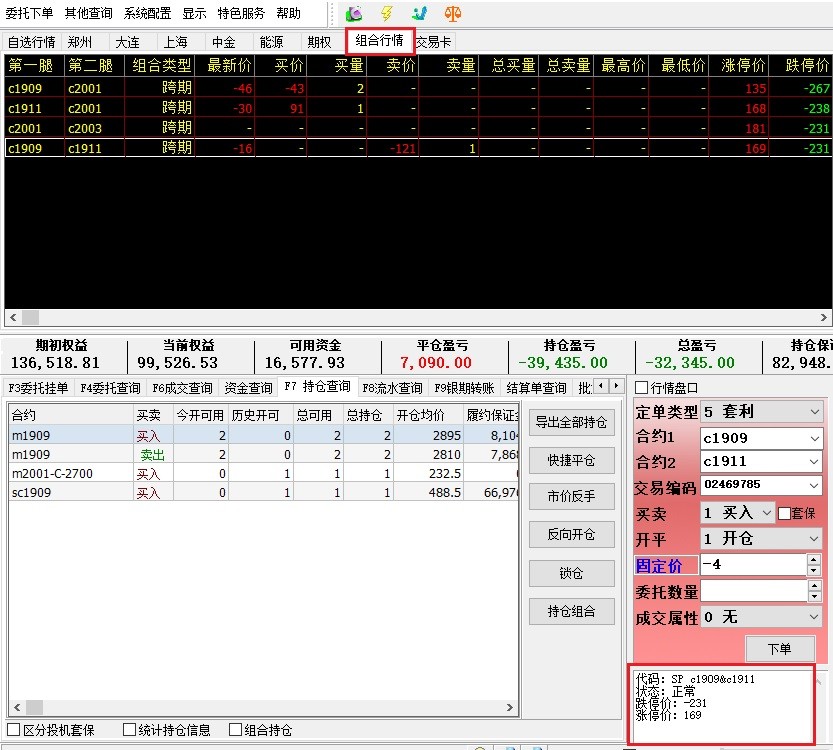 委托下单 其他查询 系统配置 显示 特色服务 帮助
自选行情 郑州 大连 上海 中金 能源 期权 组合行情 交易卡
第一腿 第二腿 组合类型 最新价 买价 买量 卖价 卖量 总买量 总卖量 最高价 最低价 涨停价 跌停价
c1909 c2001 跨期 -46 -43 2 - - - - - - 135 -267
c1911 c2001 跨期 -30 91 1 - - - - - - 168 -238
c2001 c2003 跨期 - - - - - - - - - 181 -231
c1909 c1911 跨期 -16 - - -121 1 - - - - 169 -231
期初权益 当前权益 可用资金 平仓盈亏 持仓盈亏 总盈亏 持仓保
136,518.81 99,526.53 16,577.93 7,090.00 -39,435.00 -32,345.00 82,948.
F3委托挂单 F4委托查询 F6成交查询 资金查询 F7 持仓查询 F8流水查询 F9银期转账 结算单查询 批
行情盘口
合约 买卖 今开可用 历史开可 总可用 总持仓 开仓均价 履约保证金
m1909 买入 2 0 2 2 2895 8,104
m1909 卖出 2 0 2 2 2810 7,868
m2001-C-2700 买入 0 1 1 1 232.5
sc1909 买入 0 1 1 1 488.5 66,970
导出全部持仓
快捷平仓
市价反手
反向开仓
锁仓
持仓组合
定单类型 5 套利
合约1 c1909
合约2 c1911
交易编码 02469785
买卖 1 买入 套保
开平 1 开仓
固定价 -4
委托数量
成交属性 0 无
下单
代码: SP c1909&c1911
状态: 正常
跌停价: -231
涨停价: 169
区分投机套保 统计持仓信息 组合持仓